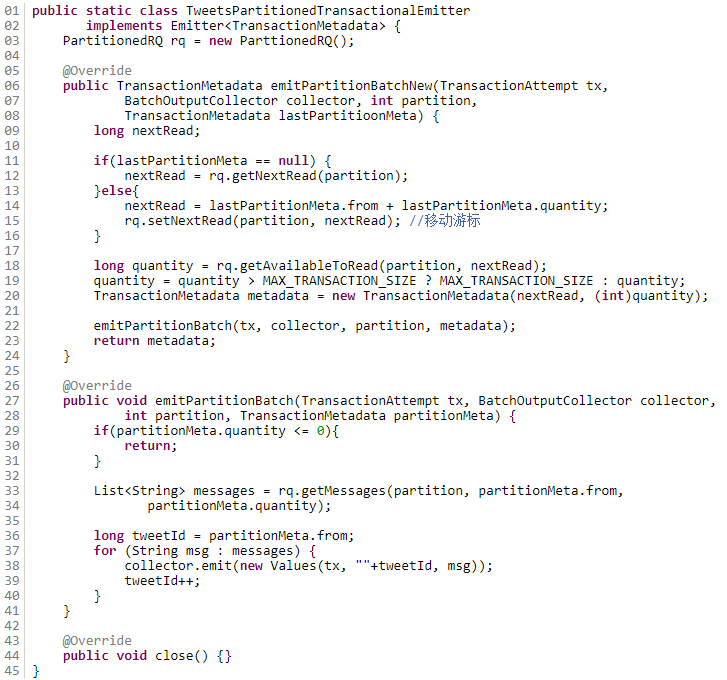 01 public static class TweetsPartitionedTransactionalEmitter
02        implements Emitter<TransactionMetadata> {
03     PartitionedRQ rq = new ParttionedRQ();
04
05     @Override
06     public TransactionMetadata emitPartitionBatchNew(TransactionAttempt tx,
07             BatchOutputCollector collector, int partition,
08             TransactionMetadata lastPartitioonMeta) {
09         long nextRead;
10
11         if(lastPartitionMeta == null) {
12             nextRead = rq.getNextRead(partition);
13         }else{
14             nextRead = lastPartitionMeta.from + lastPartitionMeta.quantity;
15             rq.setNextRead(partition, nextRead); //移动游标
16         }
17
18         long quantity = rq.getAvailableToRead(partition, nextRead);
19         quantity = quantity > MAX_TRANSACTION_SIZE ? MAX_TRANSACTION_SIZE : quantity;
20         TransactionMetadata metadata = new TransactionMetadata(nextRead, (int)quantity);
21
22         emitPartitionBatch(tx, collector, partition, metadata);
23         return metadata;
24     }
25
26     @Override
27     public void emitPartitionBatch(TransactionAttempt tx, BatchOutputCollector collector,
28             int partition, TransactionMetadata partitionMeta) {
29         if(partitionMeta.quantity <= 0){
30             return;
31         }
32
33         List<String> messages = rq.getMessages(partition, partitionMeta.from,
34                partitionMeta.quantity);
35
36         long tweetId = partitionMeta.from;
37         for (String msg : messages) {
38             collector.emit(new Values(tx, ""+tweetId, msg));
39             tweetId++;
40         }
41     }
42
43     @Override
44     public void close() {}
45 }